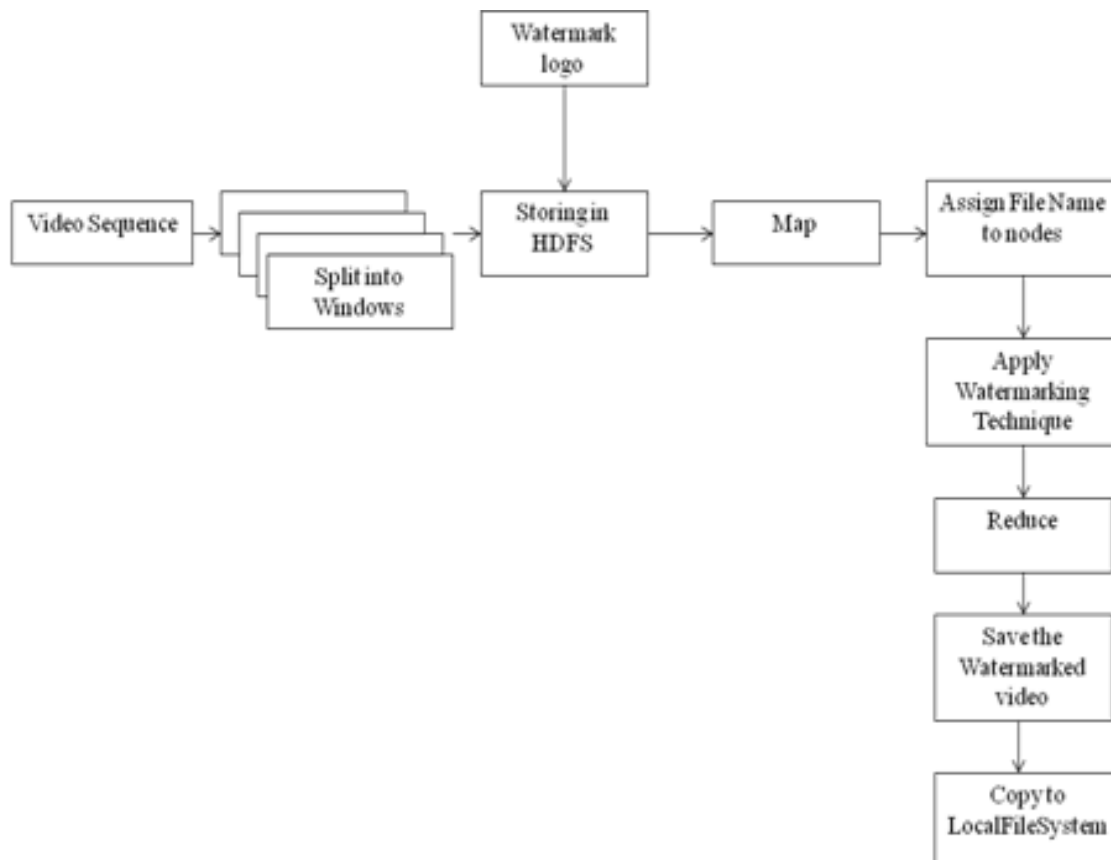 Watermark
logo
Video Sequence
Split into
Windows
Storing in
HDFS
Map
Assign File Name
to nodes
Apply
Watermarking
Technique
Reduce
Save the
Watermarked
video
Copy to
LocalFileSystem